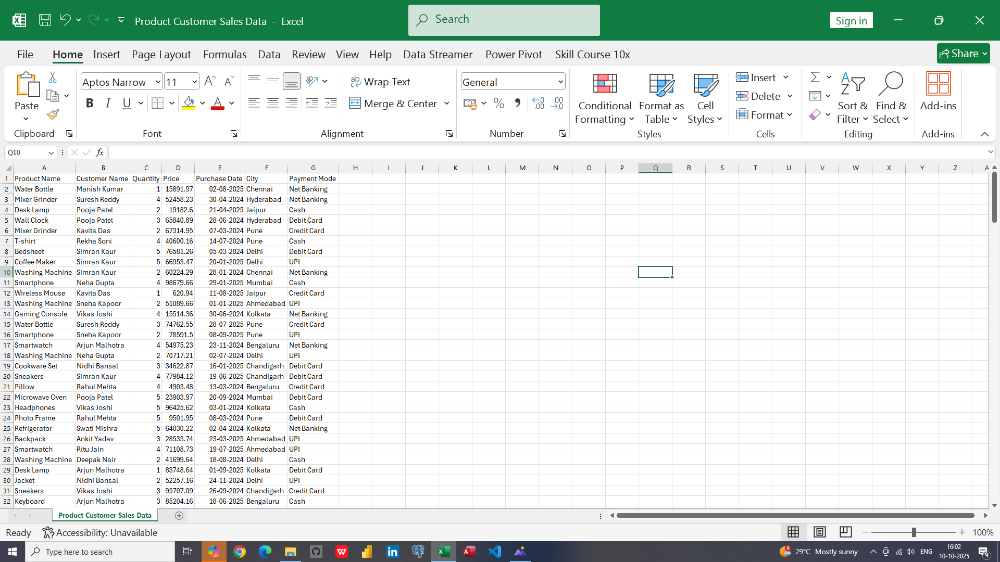 Product Customer Sales Data - Excel
Search
Sign in
File Home Insert Page Layout Formulas Data Review View Help Data Streamer Power Pivot Skill Course 10x
Share
Paste
Clipboard
Aptos Narrow 11
B I U
Font
Wrap Text
Merge & Center
Alignment
General
Number
Conditional Formatting
Format as Table
Cell Styles
Styles
Insert
Delete
Format
Cells
Sort & Filter
Find & Select
Editing
Add-ins
Add-ins
Q10
fx
A B C D E F G H I J K L M N O P Q R S T U V W X Y Z
1 Product Name Customer Name Quantity Price Purchase Date City Payment Mode
2 Water Bottle Manish Kumar 1 15891.97 02-08-2025 Chennai Net Banking
3 Mixer Grinder Suresh Reddy 4 52458.23 30-04-2024 Hyderabad Net Banking
4 Desk Lamp Pooja Patel 2 19182.6 21-04-2025 Jaipur Cash
5 Wall Clock Pooja Patel 3 65840.89 28-06-2024 Hyderabad Debit Card
6 Mixer Grinder Kavita Das 2 67314.95 07-03-2024 Pune Credit Card
7 T-shirt Rekha Soni 4 40600.16 14-07-2024 Pune Cash
8 Bedsheet Simran Kaur 5 76581.26 05-03-2024 Delhi Debit Card
9 Coffee Maker Simran Kaur 5 66953.47 20-01-2025 Delhi UPI
10 Washing Machine Simran Kaur 2 60224.29 28-01-2024 Chennai Net Banking
11 Smartphone Neha Gupta 4 98679.66 29-01-2025 Mumbai Cash
12 Wireless Mouse Kavita Das 1 620.94 11-08-2025 Jaipur Credit Card
13 Washing Machine Sneha Kapoor 2 51089.66 01-01-2025 Ahmedabad UPI
14 Gaming Console Vikas Joshi 4 15514.36 30-06-2024 Kolkata Net Banking
15 Water Bottle Suresh Reddy 3 74762.55 28-07-2025 Pune Credit Card
16 Smartphone Sneha Kapoor 2 78591.5 08-09-2025 Pune UPI
17 Smartwatch Arjun Malhotra 4 54975.23 23-11-2024 Bengaluru Net Banking
18 Washing Machine Neha Gupta 2 70717.21 02-07-2024 Delhi UPI
19 Cookware Set Nidhi Bansal 3 34622.87 16-01-2025 Chandigarh Debit Card
20 Sneakers Simran Kaur 4 77984.12 19-06-2025 Chandigarh Debit Card
21 Pillow Rahul Mehta 4 4903.48 13-03-2024 Bengaluru Credit Card
22 Microwave Oven Pooja Patel 5 23903.97 20-09-2024 Mumbai Debit Card
23 Headphones Vikas Joshi 5 96425.62 03-01-2024 Kolkata Cash
24 Photo Frame Rahul Mehta 5 9501.95 08-03-2024 Pune Debit Card
25 Refrigerator Swati Mishra 5 64030.22 02-04-2024 Kolkata Net Banking
26 Backpack Ankit Yadav 3 28533.74 23-03-2025 Ahmedabad UPI
27 Smartwatch Ritu Jain 4 71108.73 19-07-2025 Ahmedabad UPI
28 Washing Machine Deepak Nair 2 41699.64 18-08-2024 Delhi Cash
29 Desk Lamp Arjun Malhotra 1 83748.64 01-09-2025 Kolkata Debit Card
30 Jacket Nidhi Bansal 2 52257.16 24-11-2024 Delhi UPI
31 Sneakers Vikas Joshi 3 95707.09 26-09-2024 Chandigarh Credit Card
32 Keyboard Arjun Malhotra 3 85204.16 18-06-2025 Bengaluru Cash
Product Customer Sales Data
Ready Accessibility: Unavailable
100%
Type here to search
29°C Mostly sunny
ENG
16:02
10-10-2025
9